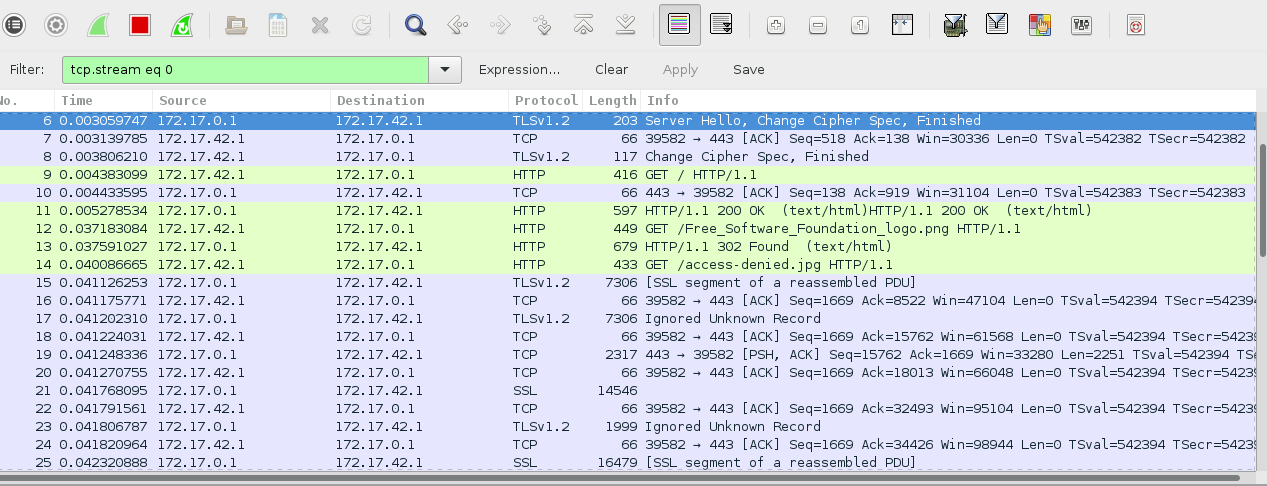 Filter: tcp.stream eq 0 Expression... Clear Apply Save
No. Time Source Destination Protocol Length Info
6 0.003059747 172.17.0.1 172.17.42.1 TLSv1.2 203 Server Hello, Change Cipher Spec, Finished
7 0.003139785 172.17.42.1 172.17.0.1 TCP 66 39582 → 443 [ACK] Seq=518 Ack=138 Win=30336 Len=0 TSval=542382 TSecr=542382
8 0.003806210 172.17.42.1 172.17.0.1 TLSv1.2 117 Change Cipher Spec, Finished
9 0.004383099 172.17.42.1 172.17.0.1 HTTP 416 GET / HTTP/1.1
10 0.004433595 172.17.0.1 172.17.42.1 TCP 66 443 → 39582 [ACK] Seq=138 Ack=919 Win=31104 Len=0 TSval=542383 TSecr=542383
11 0.005278534 172.17.0.1 172.17.42.1 HTTP 597 HTTP/1.1 200 OK (text/html)HTTP/1.1 200 OK (text/html)
12 0.037183084 172.17.42.1 172.17.0.1 HTTP 449 GET /Free_Software_Foundation_logo.png HTTP/1.1
13 0.037591027 172.17.0.1 172.17.42.1 HTTP 679 HTTP/1.1 302 Found (text/html)
14 0.040086665 172.17.42.1 172.17.0.1 HTTP 433 GET /access-denied.jpg HTTP/1.1
15 0.041126253 172.17.0.1 172.17.42.1 TLSv1.2 7306 [SSL segment of a reassembled PDU]
16 0.041175771 172.17.42.1 172.17.0.1 TCP 66 39582 → 443 [ACK] Seq=1669 Ack=8522 Win=47104 Len=0 TSval=542394 TSecr=542394
17 0.041202310 172.17.0.1 172.17.42.1 TLSv1.2 7306 Ignored Unknown Record
18 0.041224031 172.17.42.1 172.17.0.1 TCP 66 39582 → 443 [ACK] Seq=1669 Ack=15762 Win=61568 Len=0 TSval=542394 TSecr=54239
19 0.041248336 172.17.0.1 172.17.42.1 TCP 2317 443 → 39582 [PSH, ACK] Seq=15762 Ack=1669 Win=33280 Len=2251 TSval=542394 TSe
20 0.041270755 172.17.42.1 172.17.0.1 TCP 66 39582 → 443 [ACK] Seq=1669 Ack=18013 Win=66048 Len=0 TSval=542394 TSecr=54239
21 0.041768095 172.17.0.1 172.17.42.1 SSL 14546
22 0.041791561 172.17.42.1 172.17.0.1 TCP 66 39582 → 443 [ACK] Seq=1669 Ack=32493 Win=95104 Len=0 TSval=542394 TSecr=54239
23 0.041806787 172.17.0.1 172.17.42.1 TLSv1.2 1999 Ignored Unknown Record
24 0.041820964 172.17.42.1 172.17.0.1 TCP 66 39582 → 443 [ACK] Seq=1669 Ack=34426 Win=98944 Len=0 TSval=542394 TSecr=54239
25 0.042320888 172.17.0.1 172.17.42.1 SSL 16479 [SSL segment of a reassembled PDU]